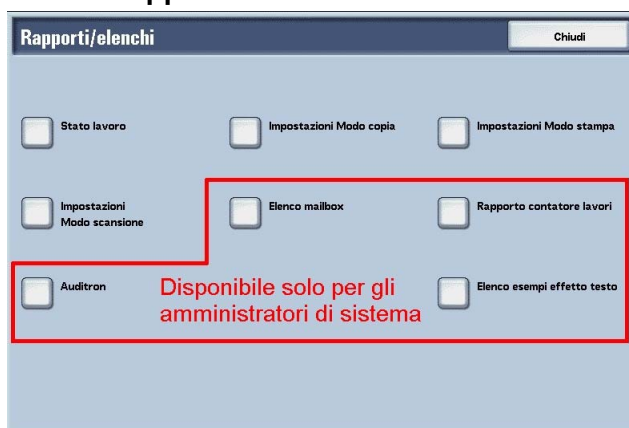 Rapporti/elenchi
Chiudi
Stato lavoro
Impostazioni Modo copia
Impostazioni Modo stampa
Impostazioni
Modo scansione
Elenco mailbox
Rapporto contatore lavori
Auditron
Disponibile solo per gli
amministratori di sistema
Elenco esempi effetto testo